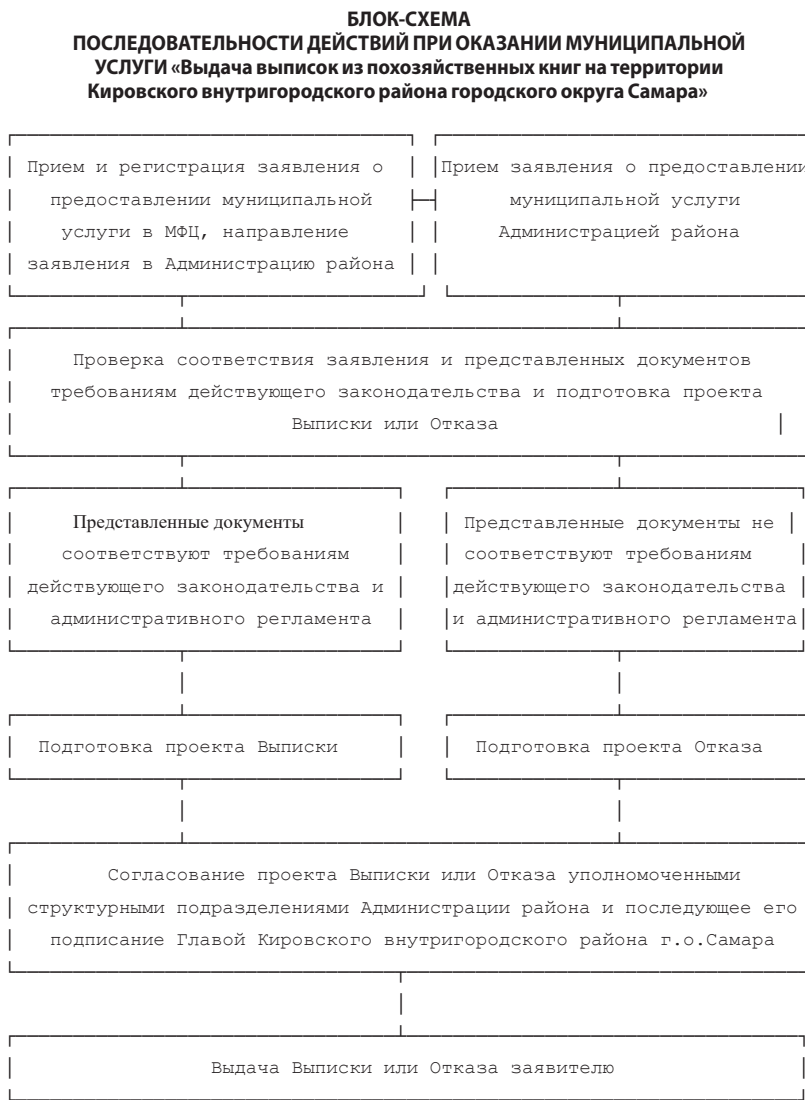 БЛОК-СХЕМА
ПОСЛЕДОВАТЕЛЬНОСТИ ДЕЙСТВИЙ ПРИ ОКАЗАНИИ МУНИЦИПАЛЬНОЙ
УСЛУГИ «Выдача выписок из похозяйственных книг на территории
Кировского внутригородского района городского округа Самара»
Прием и регистрация заявления о
предоставлении муниципальной
услуги в МФЦ, направление
заявления в Администрацию района
Прием заявления о предоставлении
муниципальной услуги
Администрацией района
Проверка соответствия заявления и представленных документов
требованиям действующего законодательства и подготовка проекта
Выписки или Отказа
Представленные документы
соответствуют требованиям
действующего законодательства и
административного регламента
Представленные документы не
соответствуют требованиям
действующего законодательства
и административного регламента
Подготовка проекта Выписки
Подготовка проекта Отказа
Согласование проекта Выписки или Отказа уполномоченными
структурными подразделениями Администрации района и последующее его
подписание Главой Кировского внутригородского района г.о.Самара
Выдача Выписки или Отказа заявителю